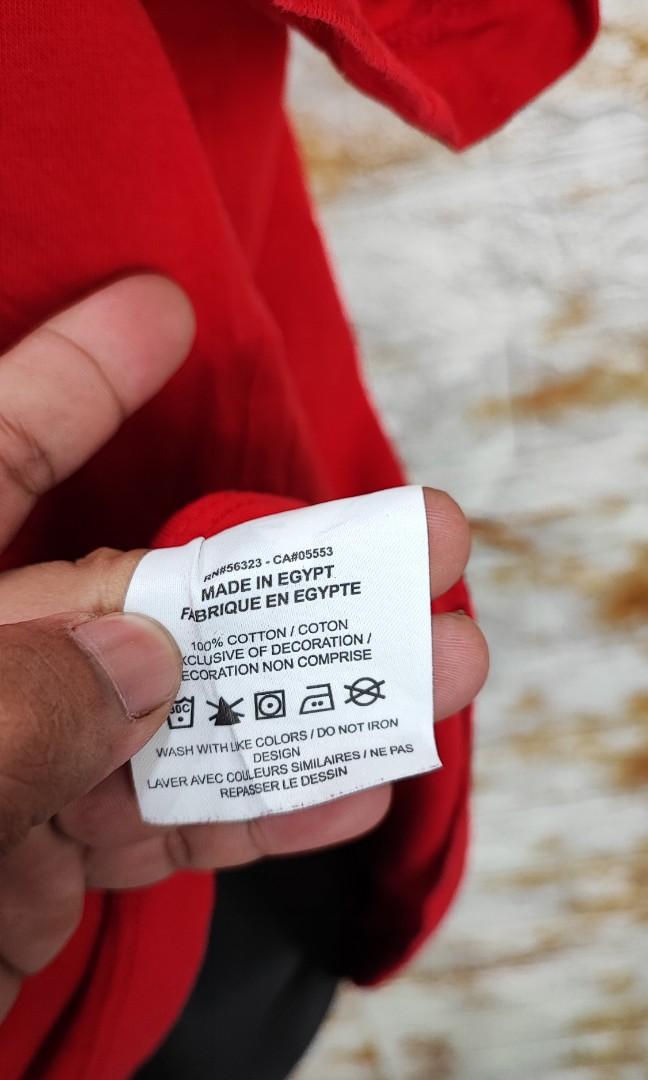 RN#56323 - CA#05553
MADE IN EGYPT
FABRIQUE EN EGYPTE
100% COTTON / COTON
XCLUSIVE OF DECORATION /
ECORATION NON COMPRISE
30C
WASH WITH LIKE COLORS / DO NOT IRON
DESIGN
LAVER AVEC COULEURS SIMILAIRES / NE PAS
REPASSER LE DESSIN